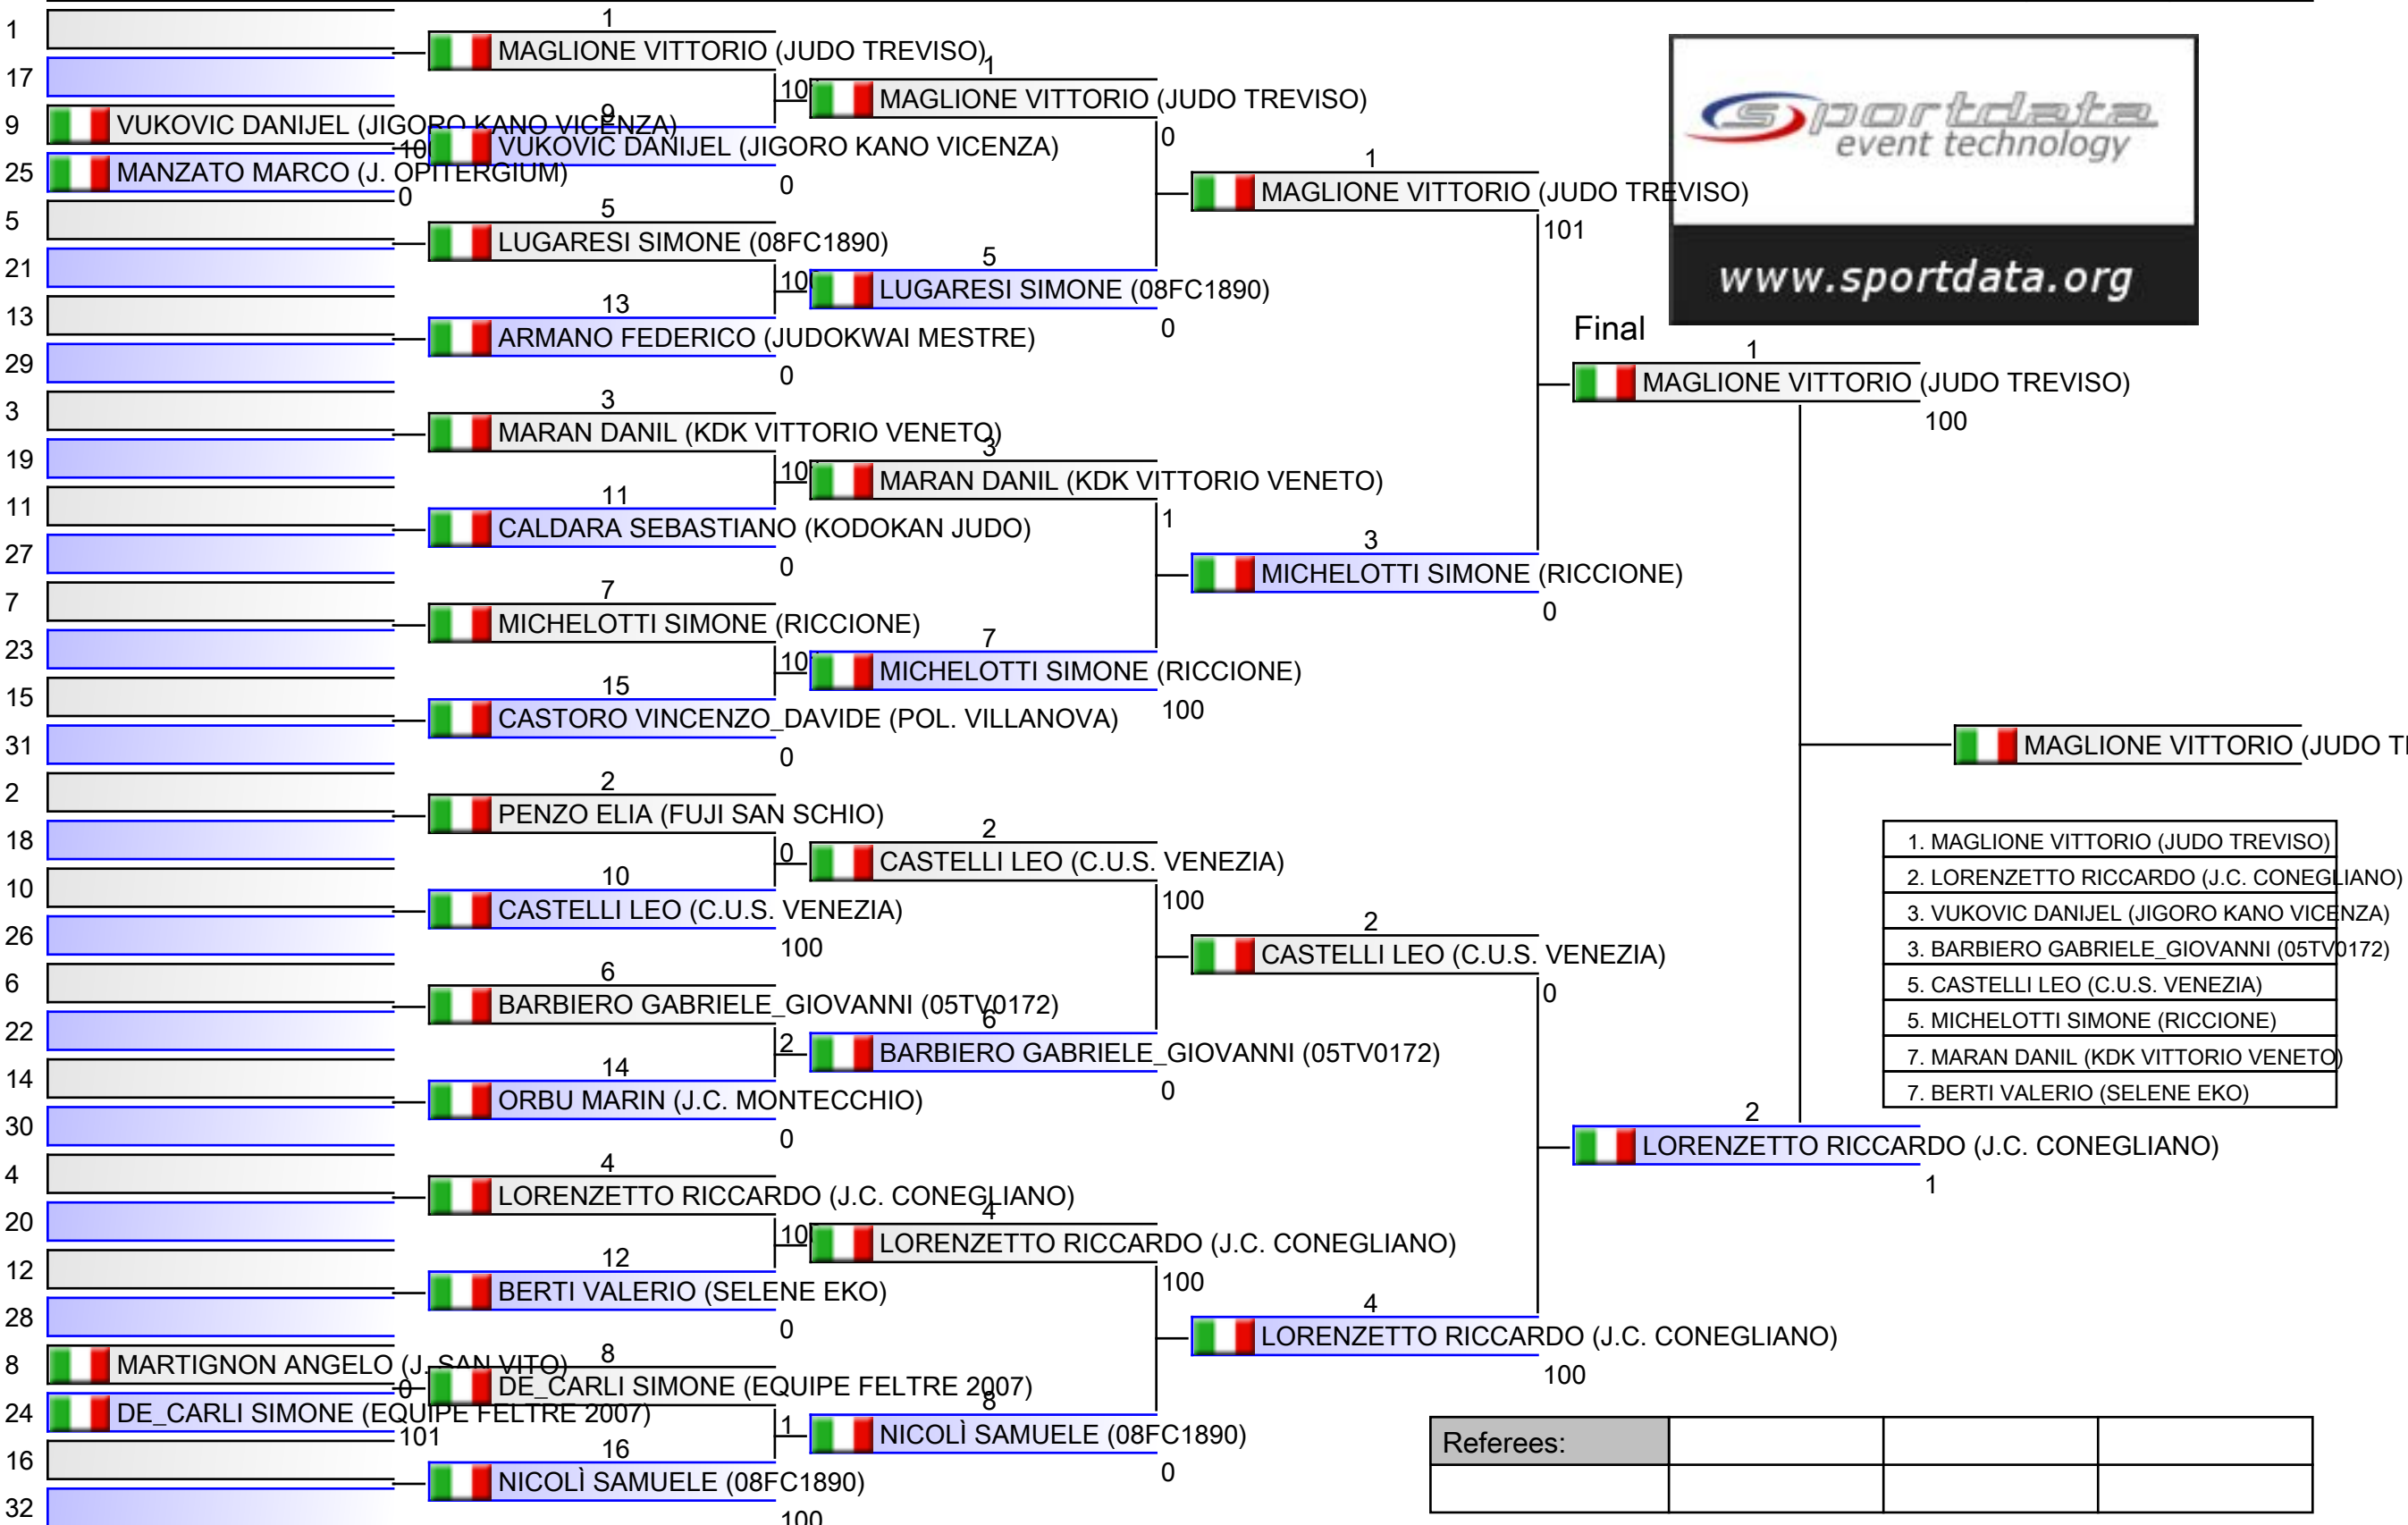 1
17
9 VUKOVIC DANIJEL (JIGORO KANO VICENZA)
25 MANZATO MARCO (J. OPITERGIUM)
0
5
21
13
29
3
19
11
27
7
23
15
31
2
18
10
26
6
22
14
30
4
20
12
28
8 MARTIGNON ANGELO (J. SAN VITO)
0
24 DE_CARLI SIMONE (EQUIPE FELTRE 2007)
101
16
32
1
MAGLIONE VITTORIO (JUDO TREVISO)
9
VUKOVIC DANIJEL (JIGORO KANO VICENZA)
0
5
LUGARESI SIMONE (08FC1890)
13
ARMANO FEDERICO (JUDOKWAI MESTRE)
0
3
MARAN DANIL (KDK VITTORIO VENETO)
11
CALDARA SEBASTIANO (KODOKAN JUDO)
0
7
MICHELOTTI SIMONE (RICCIONE)
15
CASTORO VINCENZO_DAVIDE (POL. VILLANOVA)
0
2
PENZO ELIA (FUJI SAN SCHIO)
0
10
CASTELLI LEO (C.U.S. VENEZIA)
100
6
BARBIERO GABRIELE_GIOVANNI (05TV0172)
2
14
ORBU MARIN (J.C. MONTECCHIO)
0
4
LORENZETTO RICCARDO (J.C. CONEGLIANO)
12
BERTI VALERIO (SELENE EKO)
0
8
DE_CARLI SIMONE (EQUIPE FELTRE 2007)
1
16
NICOLÌ SAMUELE (08FC1890)
100
1
MAGLIONE VITTORIO (JUDO TREVISO)
0
5
LUGARESI SIMONE (08FC1890)
0
3
MARAN DANIL (KDK VITTORIO VENETO)
1
7
MICHELOTTI SIMONE (RICCIONE)
100
2
CASTELLI LEO (C.U.S. VENEZIA)
100
6
BARBIERO GABRIELE_GIOVANNI (05TV0172)
0
4
LORENZETTO RICCARDO (J.C. CONEGLIANO)
100
8
NICOLÌ SAMUELE (08FC1890)
0
1
MAGLIONE VITTORIO (JUDO TREVISO)
101
3
MICHELOTTI SIMONE (RICCIONE)
0
2
CASTELLI LEO (C.U.S. VENEZIA)
0
4
LORENZETTO RICCARDO (J.C. CONEGLIANO)
100
sportdata
event technology
www.sportdata.org
Final
1
MAGLIONE VITTORIO (JUDO TREVISO)
100
2
LORENZETTO RICCARDO (J.C. CONEGLIANO)
1
MAGLIONE VITTORIO (JUDO
1. MAGLIONE VITTORIO (JUDO TREVISO)
2. LORENZETTO RICCARDO (J.C. CONEGLIANO)
3. VUKOVIC DANIJEL (JIGORO KANO VICENZA)
3. BARBIERO GABRIELE_GIOVANNI (05TV0172)
5. CASTELLI LEO (C.U.S. VENEZIA)
5. MICHELOTTI SIMONE (RICCIONE)
7. MARAN DANIL (KDK VITTORIO VENETO)
7. BERTI VALERIO (SELENE EKO)
Referees: